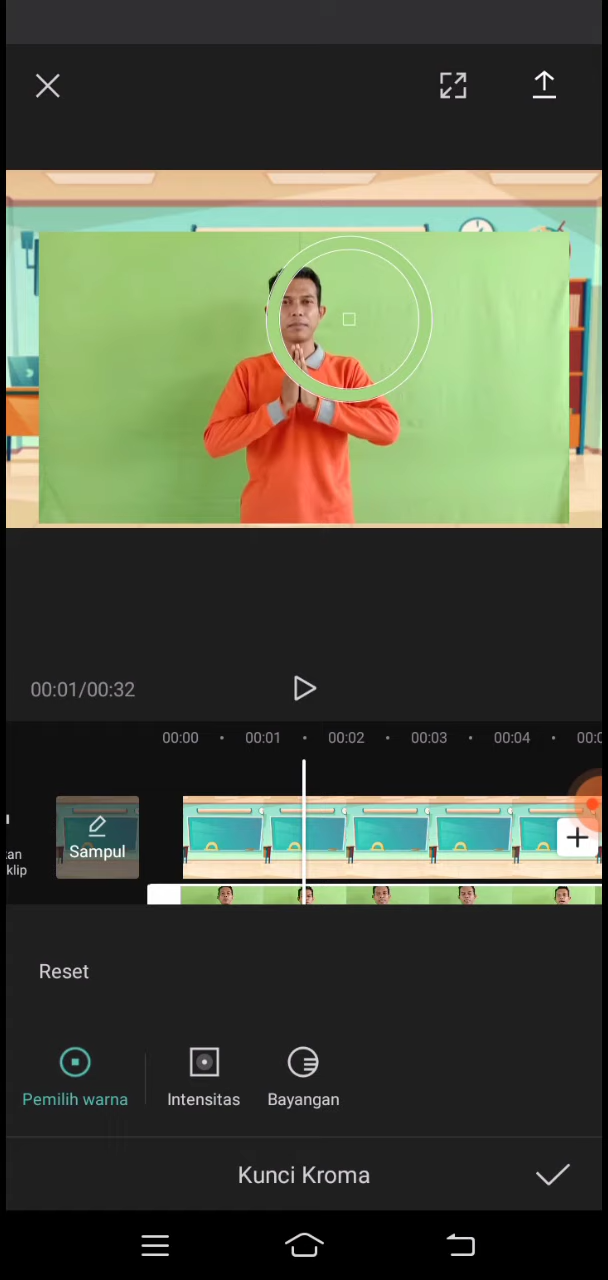 00:01/00:32
00:00 • 00:01 • 00:02 • 00:03 • 00:04 •
Sampul
klip
Reset
Pemilih warna
Intensitas
Bayangan
Kunci Kroma